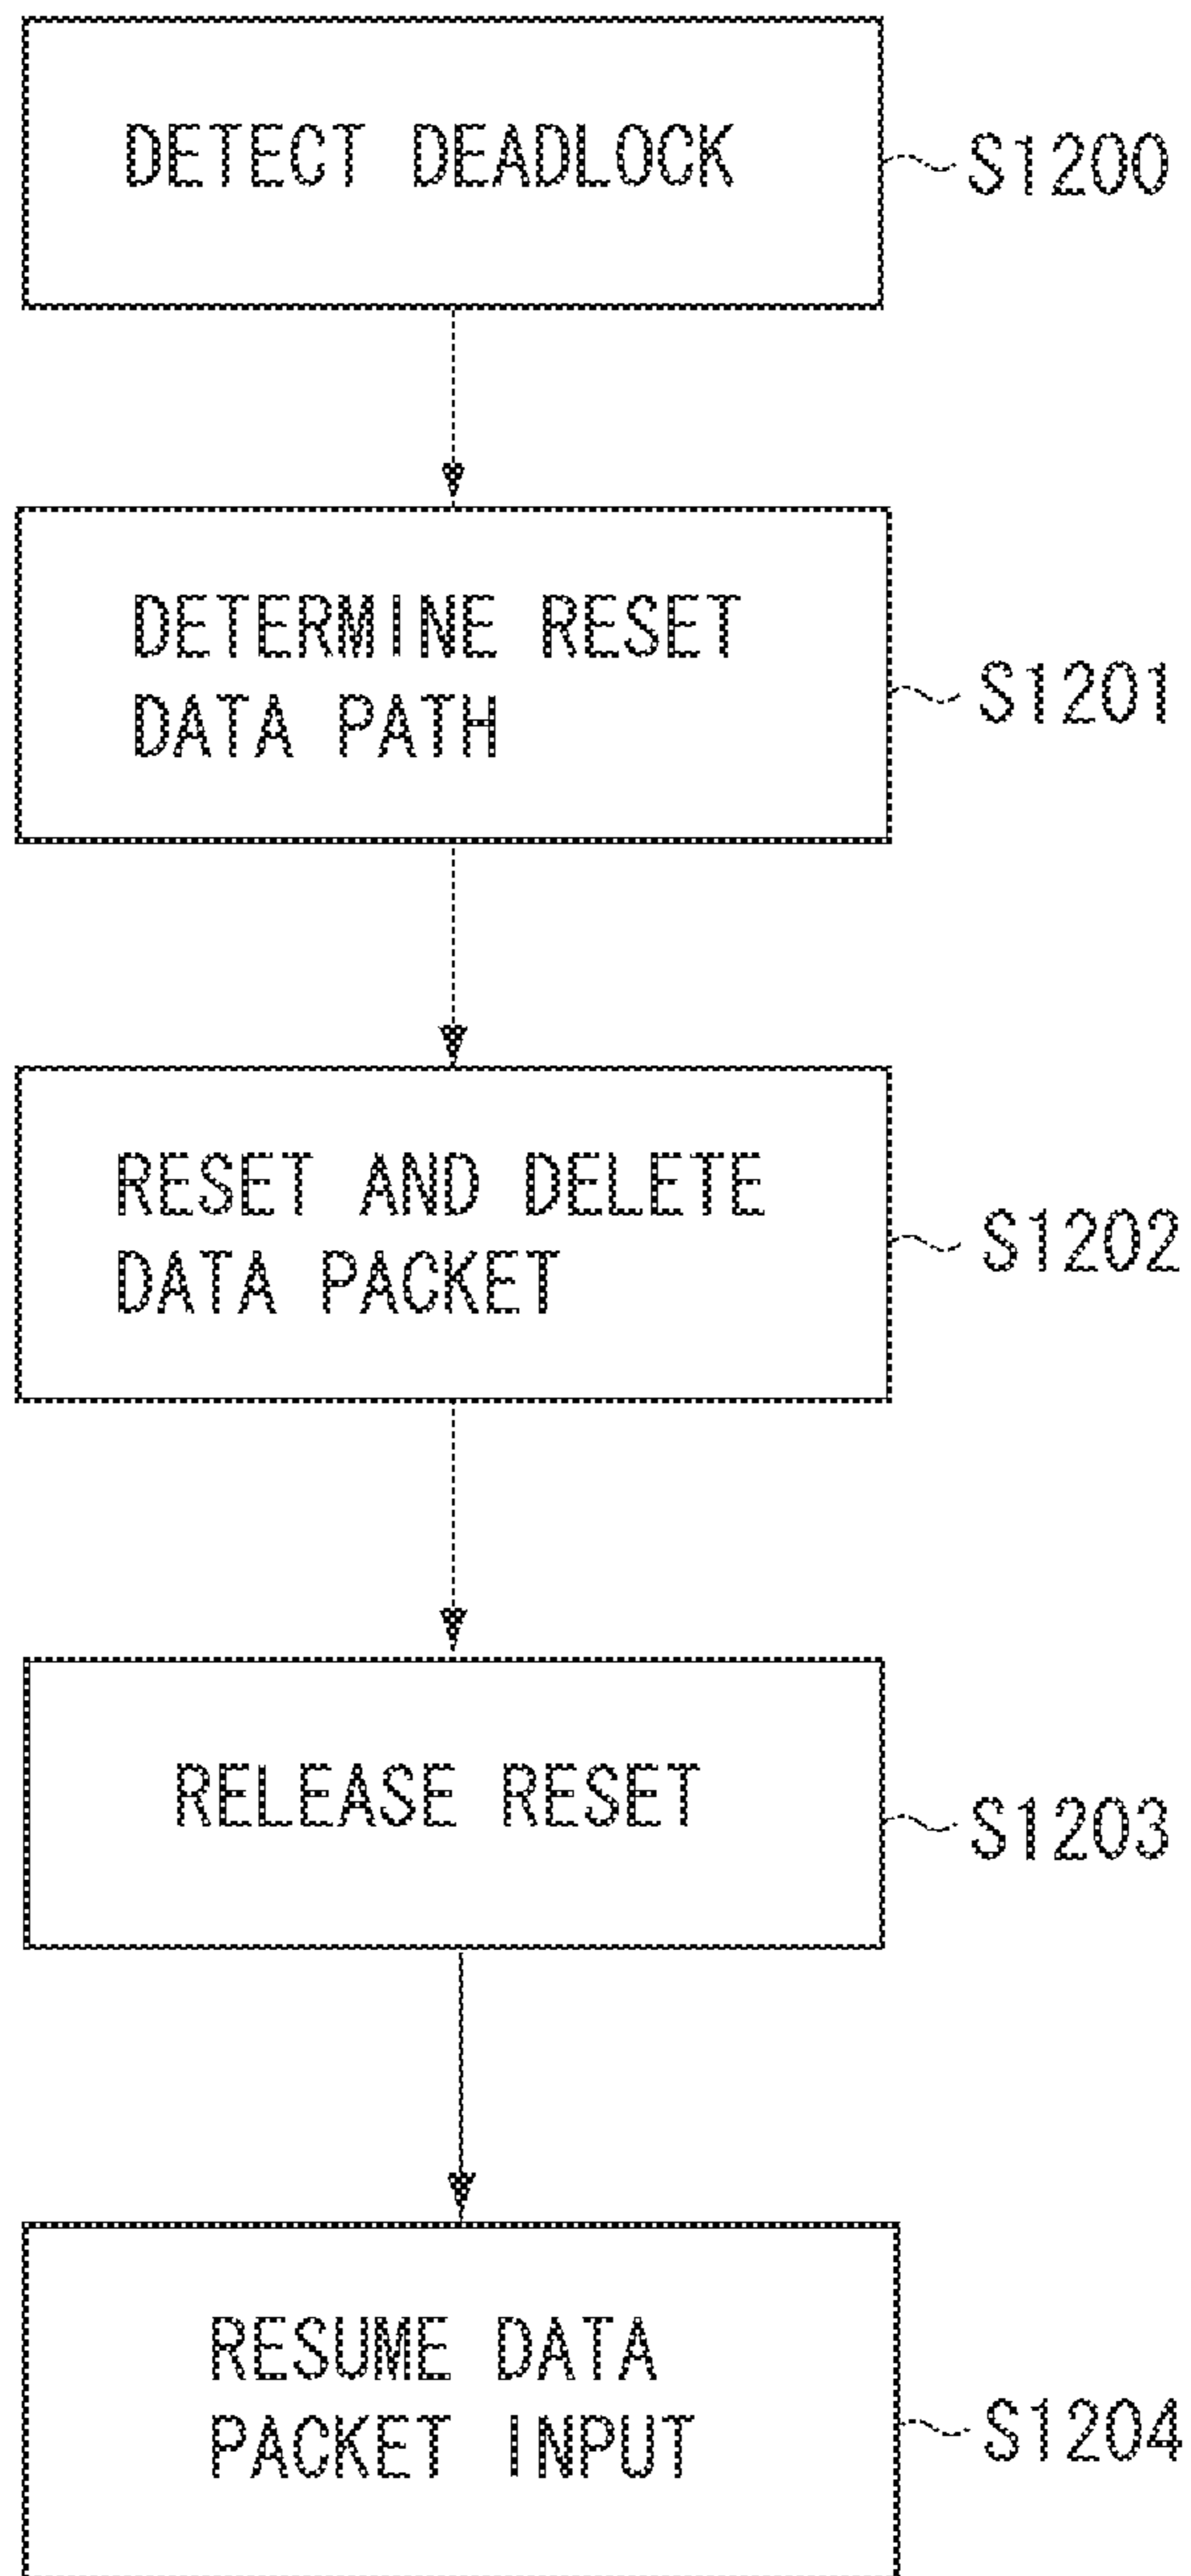 DETECT DEADLOCK
S1200
DETERMINE RESET
DATA PATH
S1201
RESET AND DELETE
DATA PACKET
S1202
RELEASE RESET
S1203
RESUME DATA
PACKET INPUT
S1204